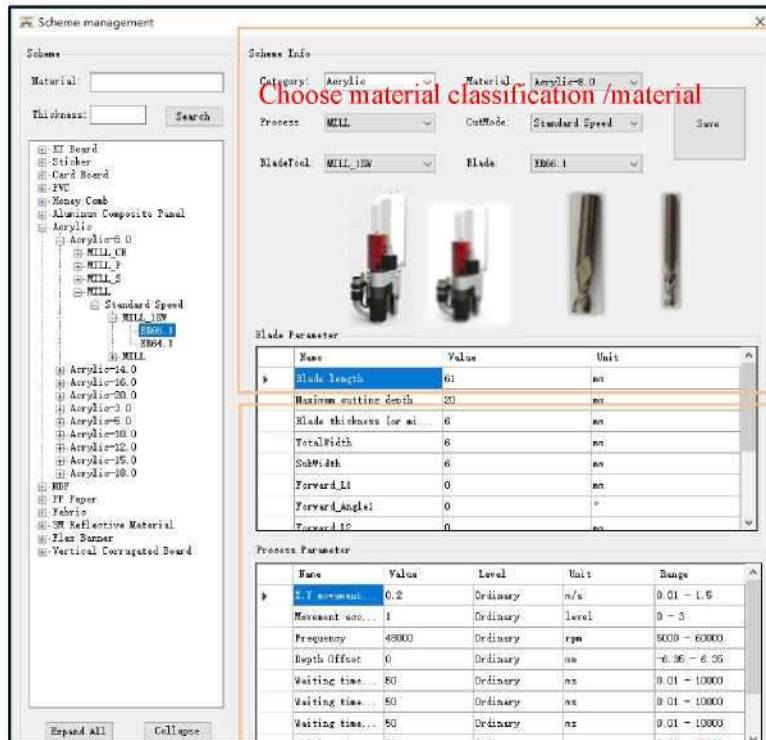 Scheme management
Scheme
Material:
Thickness:
Search
KT Board
Sticker
Card Board
PVC
Honey Comb
Aluminum Composite Panel
Acrylic
Acrylic-8.0
MILL_CR
MILL_P
MILL_S
MILL
Standard Speed
MILL_1EW
ER66.1
ER64.1
MILL
Acrylic-14.0
Acrylic-16.0
Acrylic-20.0
Acrylic-3.0
Acrylic-5.0
Acrylic-10.0
Acrylic-12.0
Acrylic-15.0
Acrylic-18.0
MDF
PP Paper
Fabric
3M Reflective Material
Flex Banner
Vertical Corrugated Board
Expand All
Collapse
Scheme Info
Category: Acrylic Material: Acrylic-8.0
Choose material classification /material
Process MILL CutMode: Standard Speed Save
BladeTool MILL_1EW Blade: ER66.1
Blade Parameter
Name Value Unit
Blade length 61 mm
Maximum cutting depth 20 mm
Blade thickness (or mi... 6 mm
TotalWidth 6 mm
SubWidth 6 mm
Forward_L1 0 mm
Forward_Angle1 0 °
Forward_L2 0 mm
Process Parameter
Name Value Level Unit Range
X.Y movement... 0.2 Ordinary m/s 0.01 - 1.5
Movement acc... 1 Ordinary level 0 - 3
Frequency 48000 Ordinary rpm 5000 - 60000
Depth Offset 0 Ordinary mm -6.35 - 6.35
Waiting time... 50 Ordinary ms 0.01 - 10000
Waiting time... 50 Ordinary ms 0.01 - 10000
Waiting time... 50 Ordinary ms 0.01 - 10000